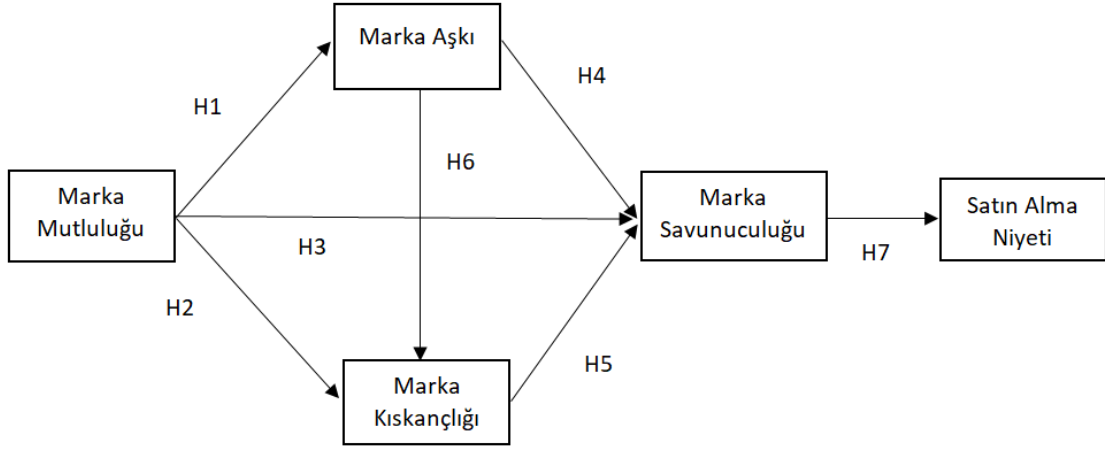 Marka Aşkı
H4
H1
H6
Marka
Mutluluğu
Marka
Savunuculuğu
Satın Alma
Niyeti
H3
H7
H2
H5
Marka
Kıskançlığı